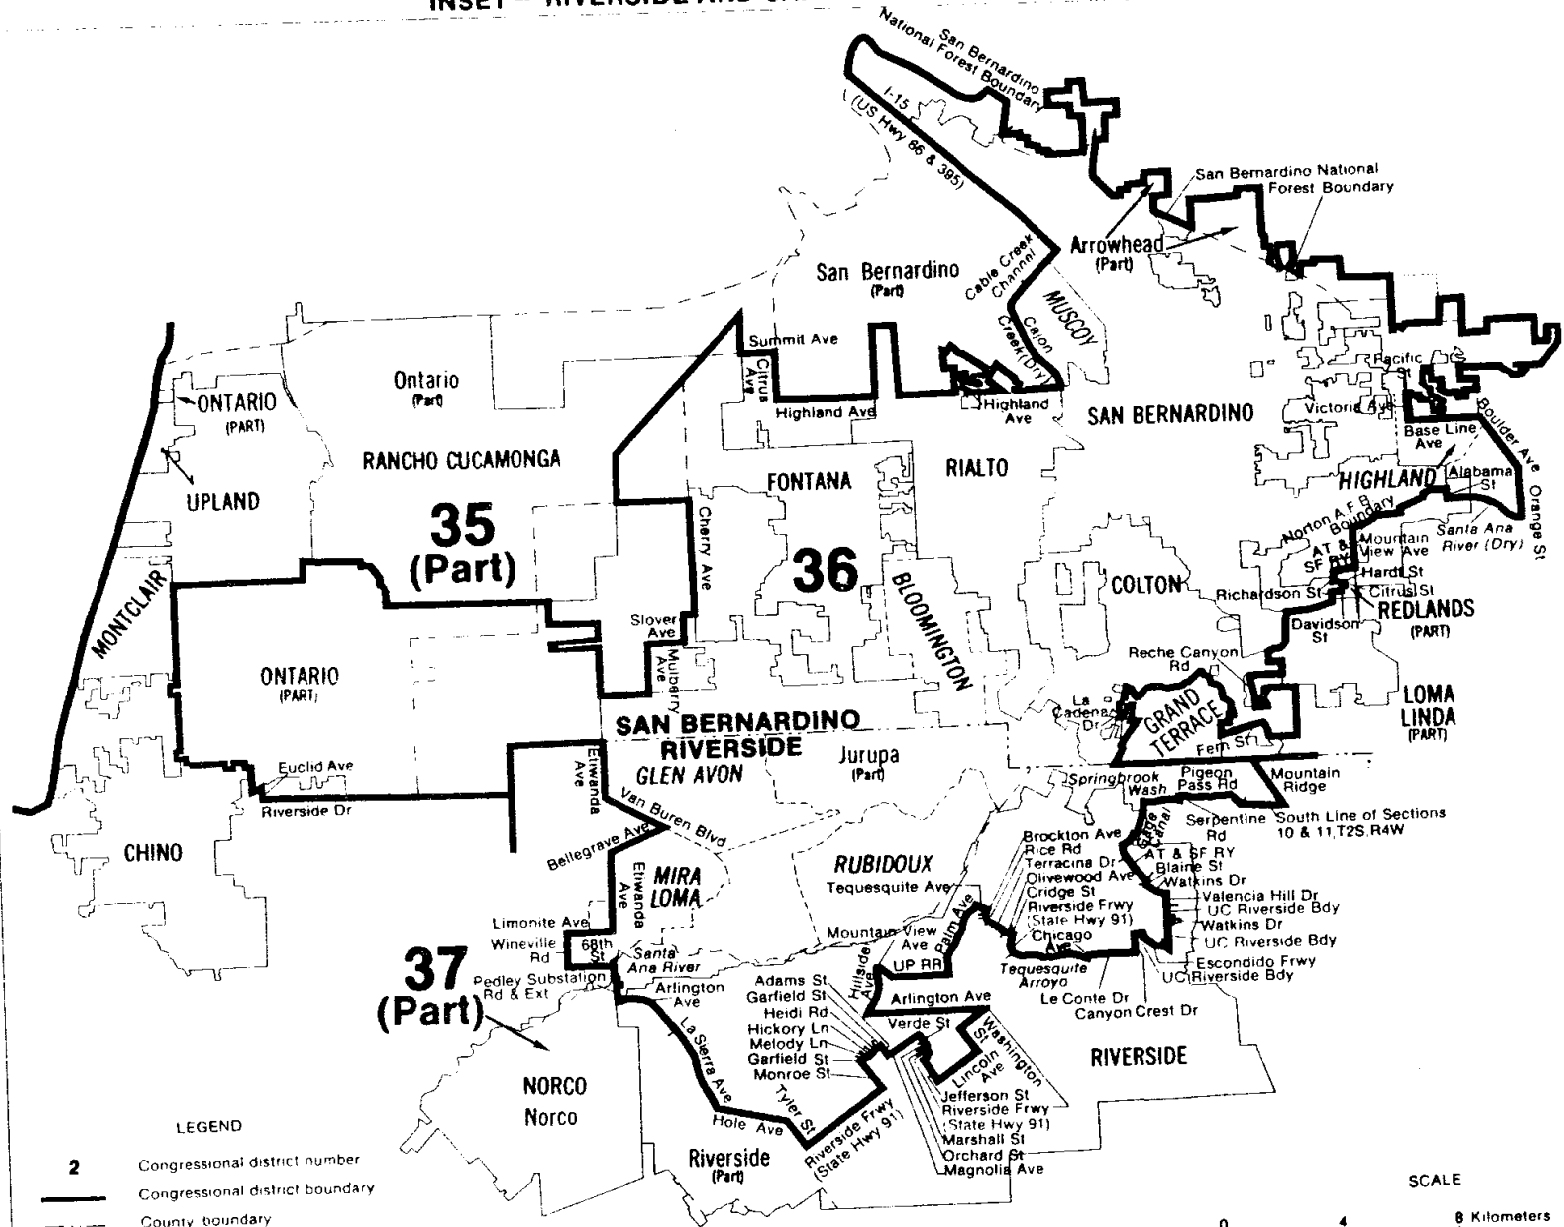 San Bernardino
National Forest Boundary
I-15
(US Hwy 66 & 395)
San Bernardino National
Forest Boundary
Arrowhead
(Part)
San Bernardino
(Part)
Cable Creek
Channel
MUSCOY
Cajon
Creek (Dry)
Summit Ave
Citrus
Ave
Highland Ave
Highland
Ave
Ontario
(Part)
ONTARIO
(PART)
UPLAND
RANCHO CUCAMONGA
35
(Part)
FONTANA
RIALTO
SAN BERNARDINO
Pacific
St
Victoria Ave
Base Line
Ave
Boulder Ave
HIGHLAND
Alabama
St
Orange St
Norton A F B
Boundary
Santa Ana
River (Dry)
AT &
SF RY
Mountain
View Ave
Hardt St
Richardson St
Citrus St
REDLANDS
(PART)
Davidson
St
Cherry Ave
36
BLOOMINGTON
COLTON
MONTCLAIR
Slover
Ave
Mulberry
Ave
Reche Canyon
Rd
ONTARIO
(PART)
La
Cadena
Dr
GRAND
TERRACE
LOMA
LINDA
(PART)
SAN BERNARDINO
RIVERSIDE
GLEN AVON
Jurupa
(Part)
Fern St
Euclid Ave
Riverside Dr
Etiwanda
Ave
Van Buren Blvd
Bellegrave Ave
Springbrook
Wash
Pigeon
Pass Rd
Mountain
Ridge
Serpentine
Rd
South Line of Sections
10 & 11,T2S,R4W
Gage
Canal
CHINO
MIRA
LOMA
Etiwanda
Ave
RUBIDOUX
Tequesquite Ave
Brockton Ave
Rice Rd
Terracina Dr
Olivewood Ave
Cridge St
Riverside Frwy
(State Hwy 91)
Chicago
Ave
AT & SF RY
Blaine St
Watkins Dr
Valencia Hill Dr
UC Riverside Bdy
Watkins Dr
UC Riverside Bdy
Escondido Frwy
UC Riverside Bdy
Limonite Ave
Wineville
Rd
68th
St
Santa
Ana River
Mountain View
Ave
Palm Ave
Hillside
Ave
UP RR
Tequesquite
Arroyo
Le Conte Dr
Canyon Crest Dr
37
(Part)
Pedley Substation
Rd & Ext
Arlington
Ave
Adams St
Garfield St
Heidi Rd
Hickory Ln
Melody Ln
Garfield St
Monroe St
Arlington Ave
Verde St
Washington
St
Lincoln
Ave
La Sierra Ave
Tyler St
Hole Ave
Riverside Frwy
(State Hwy 91)
RIVERSIDE
NORCO
Norco
Jefferson St
Riverside Frwy
(State Hwy 91)
Marshall St
Orchard St
Magnolia Ave
Riverside
(Part)
LEGEND
2 Congressional district number
Congressional district boundary
County boundary
SCALE
0 4 8 Kilometers